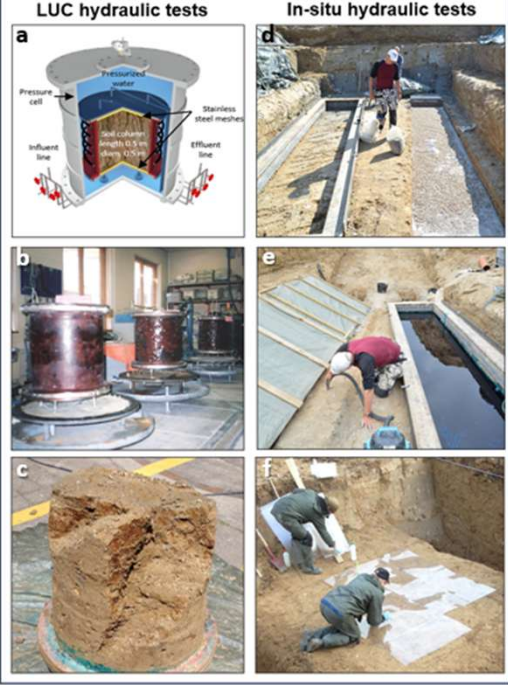 LUC hydraulic tests
In-situ hydraulic tests
a
Pressurized
water
Pressure
cell
Stainless
steel meshes
Soil column
length 0.5 m
diam. 0.5 m
Influent
line
Effluent
line
d
b
e
c
f